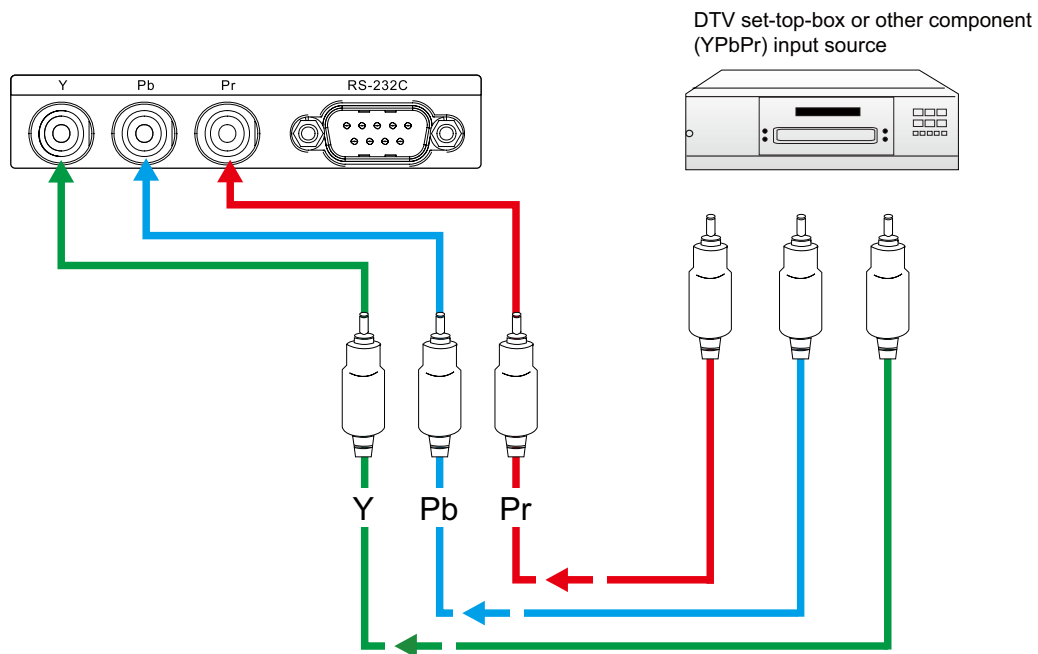 DTV set-top-box or other component
(YPbPr) input source
Y Pb Pr RS-232C
Y Pb Pr